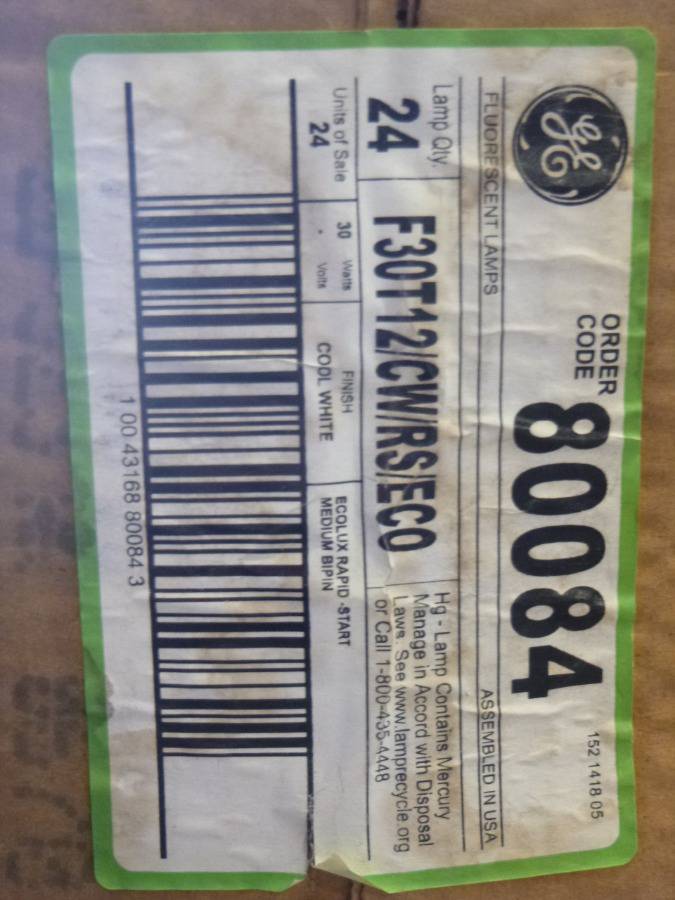 GE
ORDER
CODE
80084
152 1418 05
FLUORESCENT LAMPS
ASSEMBLED IN USA
Lamp Qty.
24
F30T12/CW/RS/ECO
Hg - Lamp Contains Mercury
Manage in Accord with Disposal
Laws. See www.lamprecycle.org
or Call 1-800-435-4448
Units of Sale
24
30 Watts
- Volts
FINISH
COOL WHITE
ECOLUX RAPID -START
MEDIUM BIPIN
1 00 43168 80084 3